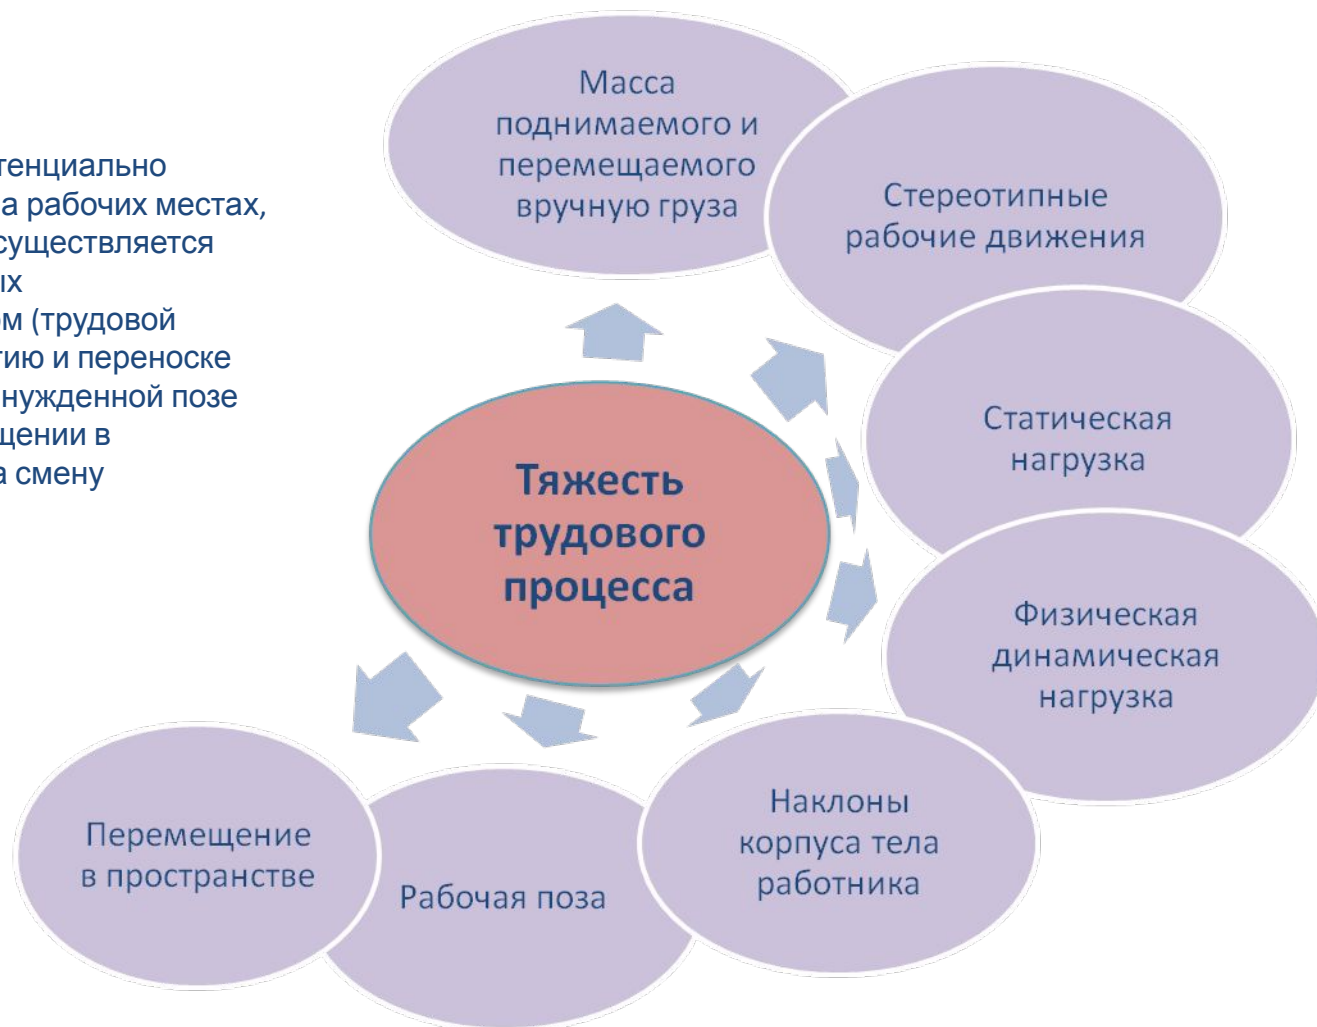 тенциально
а рабочих местах,
существляется
ых
ом (трудовой
тию и переноске
нужденной позе
щении в
а смену
Масса
поднимаемого и
перемещаемого
вручную груза
Стереотипные
рабочие движения
Статическая
нагрузка
Физическая
динамическая
нагрузка
Наклоны
корпуса тела
работника
Рабочая поза
Перемещение
в пространстве
Тяжесть
трудового
процесса